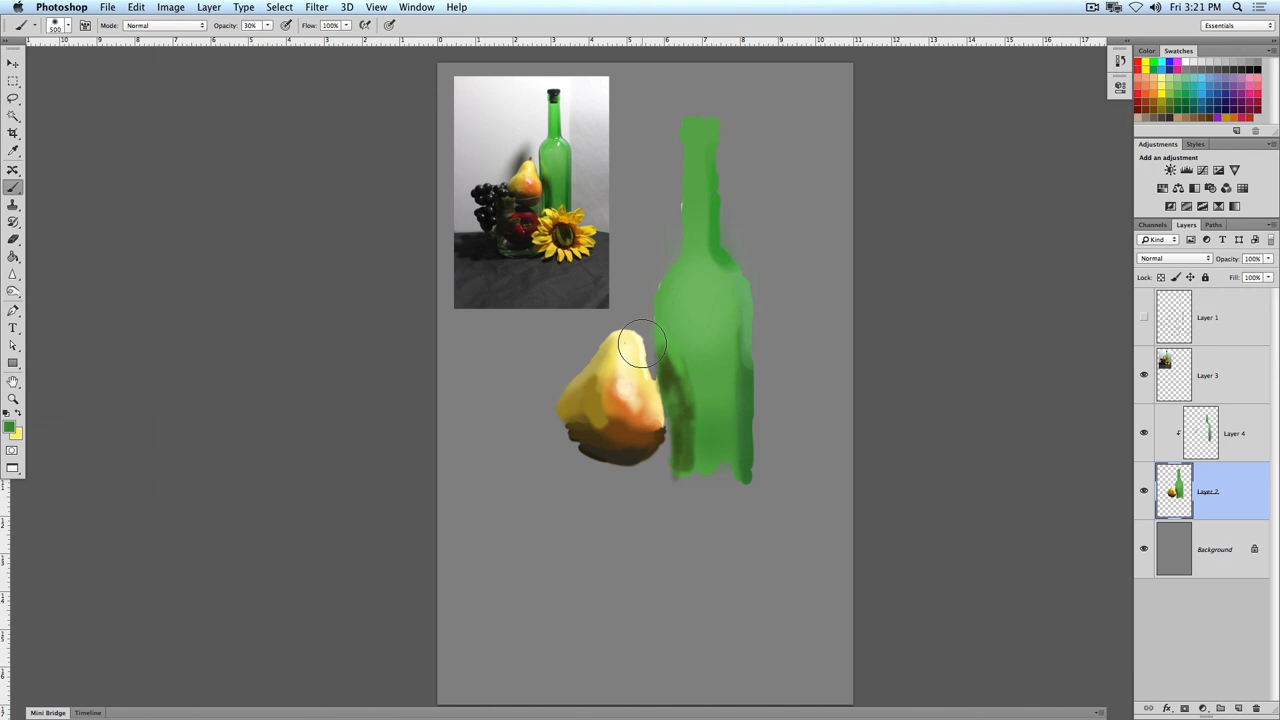 Photoshop File Edit Image Layer Type Select Filter 3D View Window Help Fri 3:21 PM
500 Mode: Normal Opacity: 30% Flow: 100% Essentials
Color Swatches
Adjustments Styles
Add an adjustment
Channels Layers Paths
Kind
Normal Opacity: 100%
Lock: Fill: 100%
Layer 1
Layer 3
Layer 4
Layer 2
Background
Mini Bridge Timeline